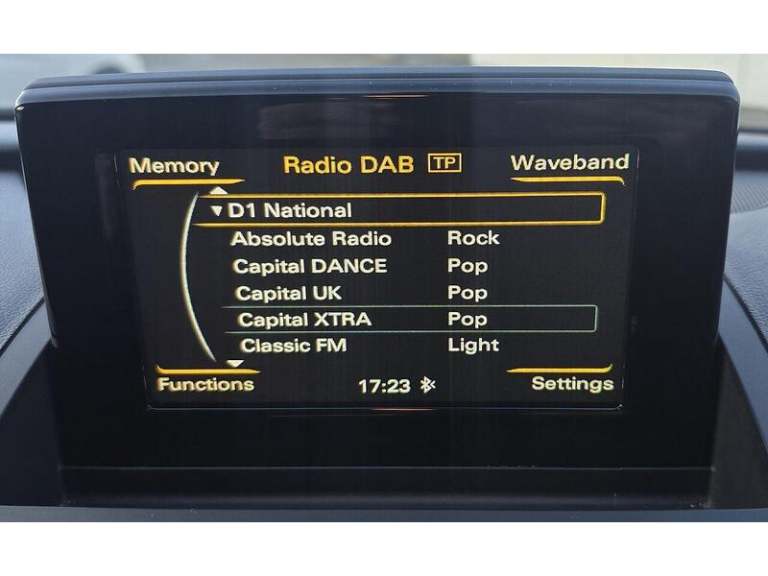 Memory Radio DAB TP Waveband
D1 National
Absolute Radio Rock
Capital DANCE Pop
Capital UK Pop
Capital XTRA Pop
Classic FM Light
Functions 17:23 Settings